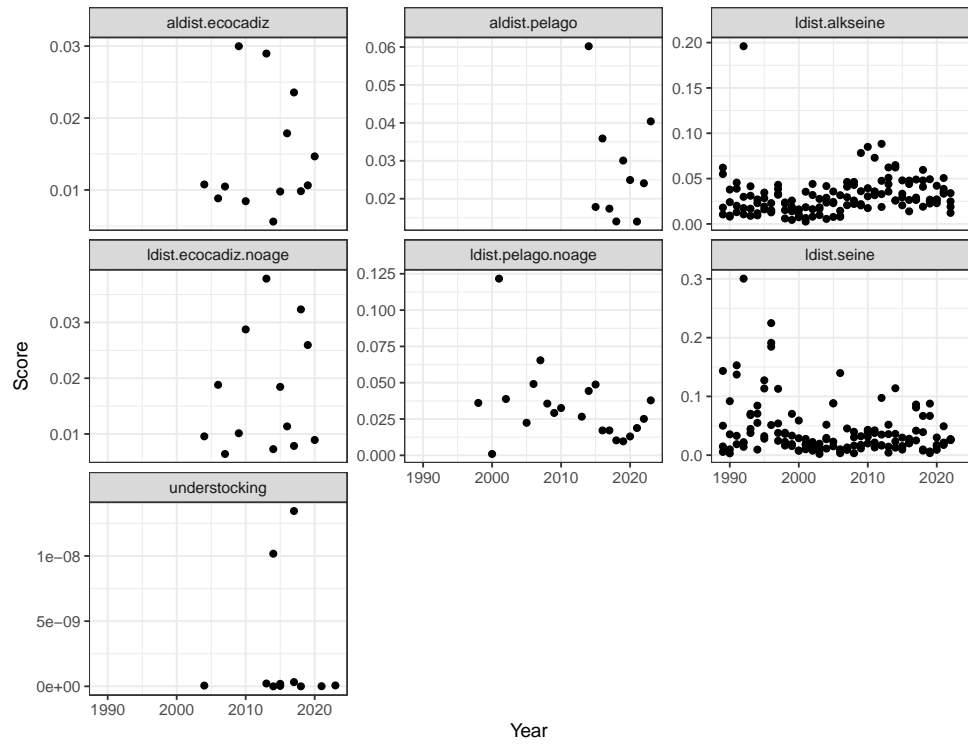 aldist.ecocadiz
aldist.pelago
ldist.alkseine
0.03
0.02
0.01
0.06
0.05
0.04
0.03
0.02
0.20
0.15
0.10
0.05
0.00
ldist.ecocadiz.noage
ldist.pelago.noage
ldist.seine
0.03
0.02
0.01
0.125
0.100
0.075
0.050
0.025
0.000
0.3
0.2
0.1
0.0
1990 2000 2010 2020
1990 2000 2010 2020
understocking
1e−08
5e−09
0e+00
1990 2000 2010 2020
Score
Year